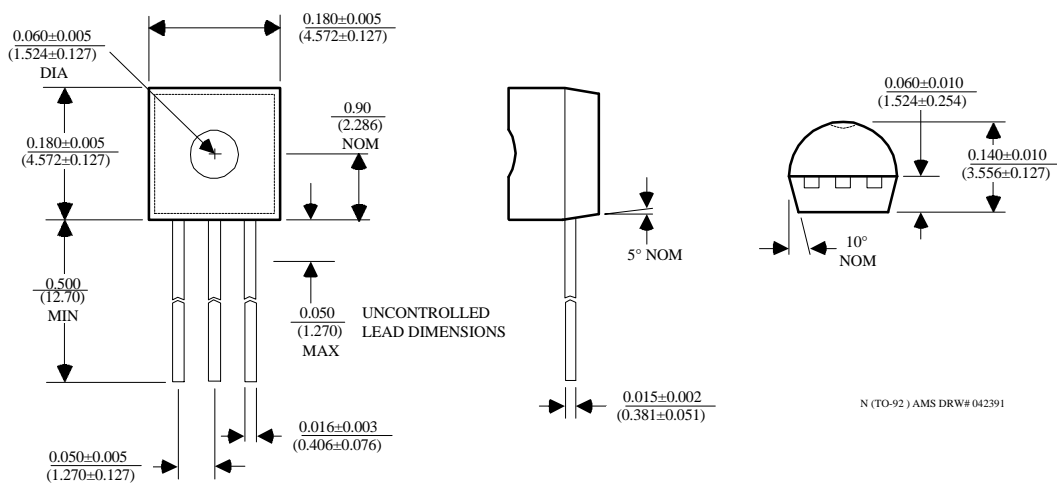 0.180±0.005
(4.572±0.127)
0.060±0.005
(1.524±0.127)
DIA
0.90
(2.286)
NOM
0.180±0.005
(4.572±0.127)
0.060±0.010
(1.524±0.254)
0.140±0.010
(3.556±0.127)
5° NOM
10°
NOM
0.500
(12.70)
MIN
0.050
(1.270)
MAX
UNCONTROLLED
LEAD DIMENSIONS
0.015±0.002
(0.381±0.051)
N (TO-92 ) AMS DRW# 042391
0.016±0.003
(0.406±0.076)
0.050±0.005
(1.270±0.127)